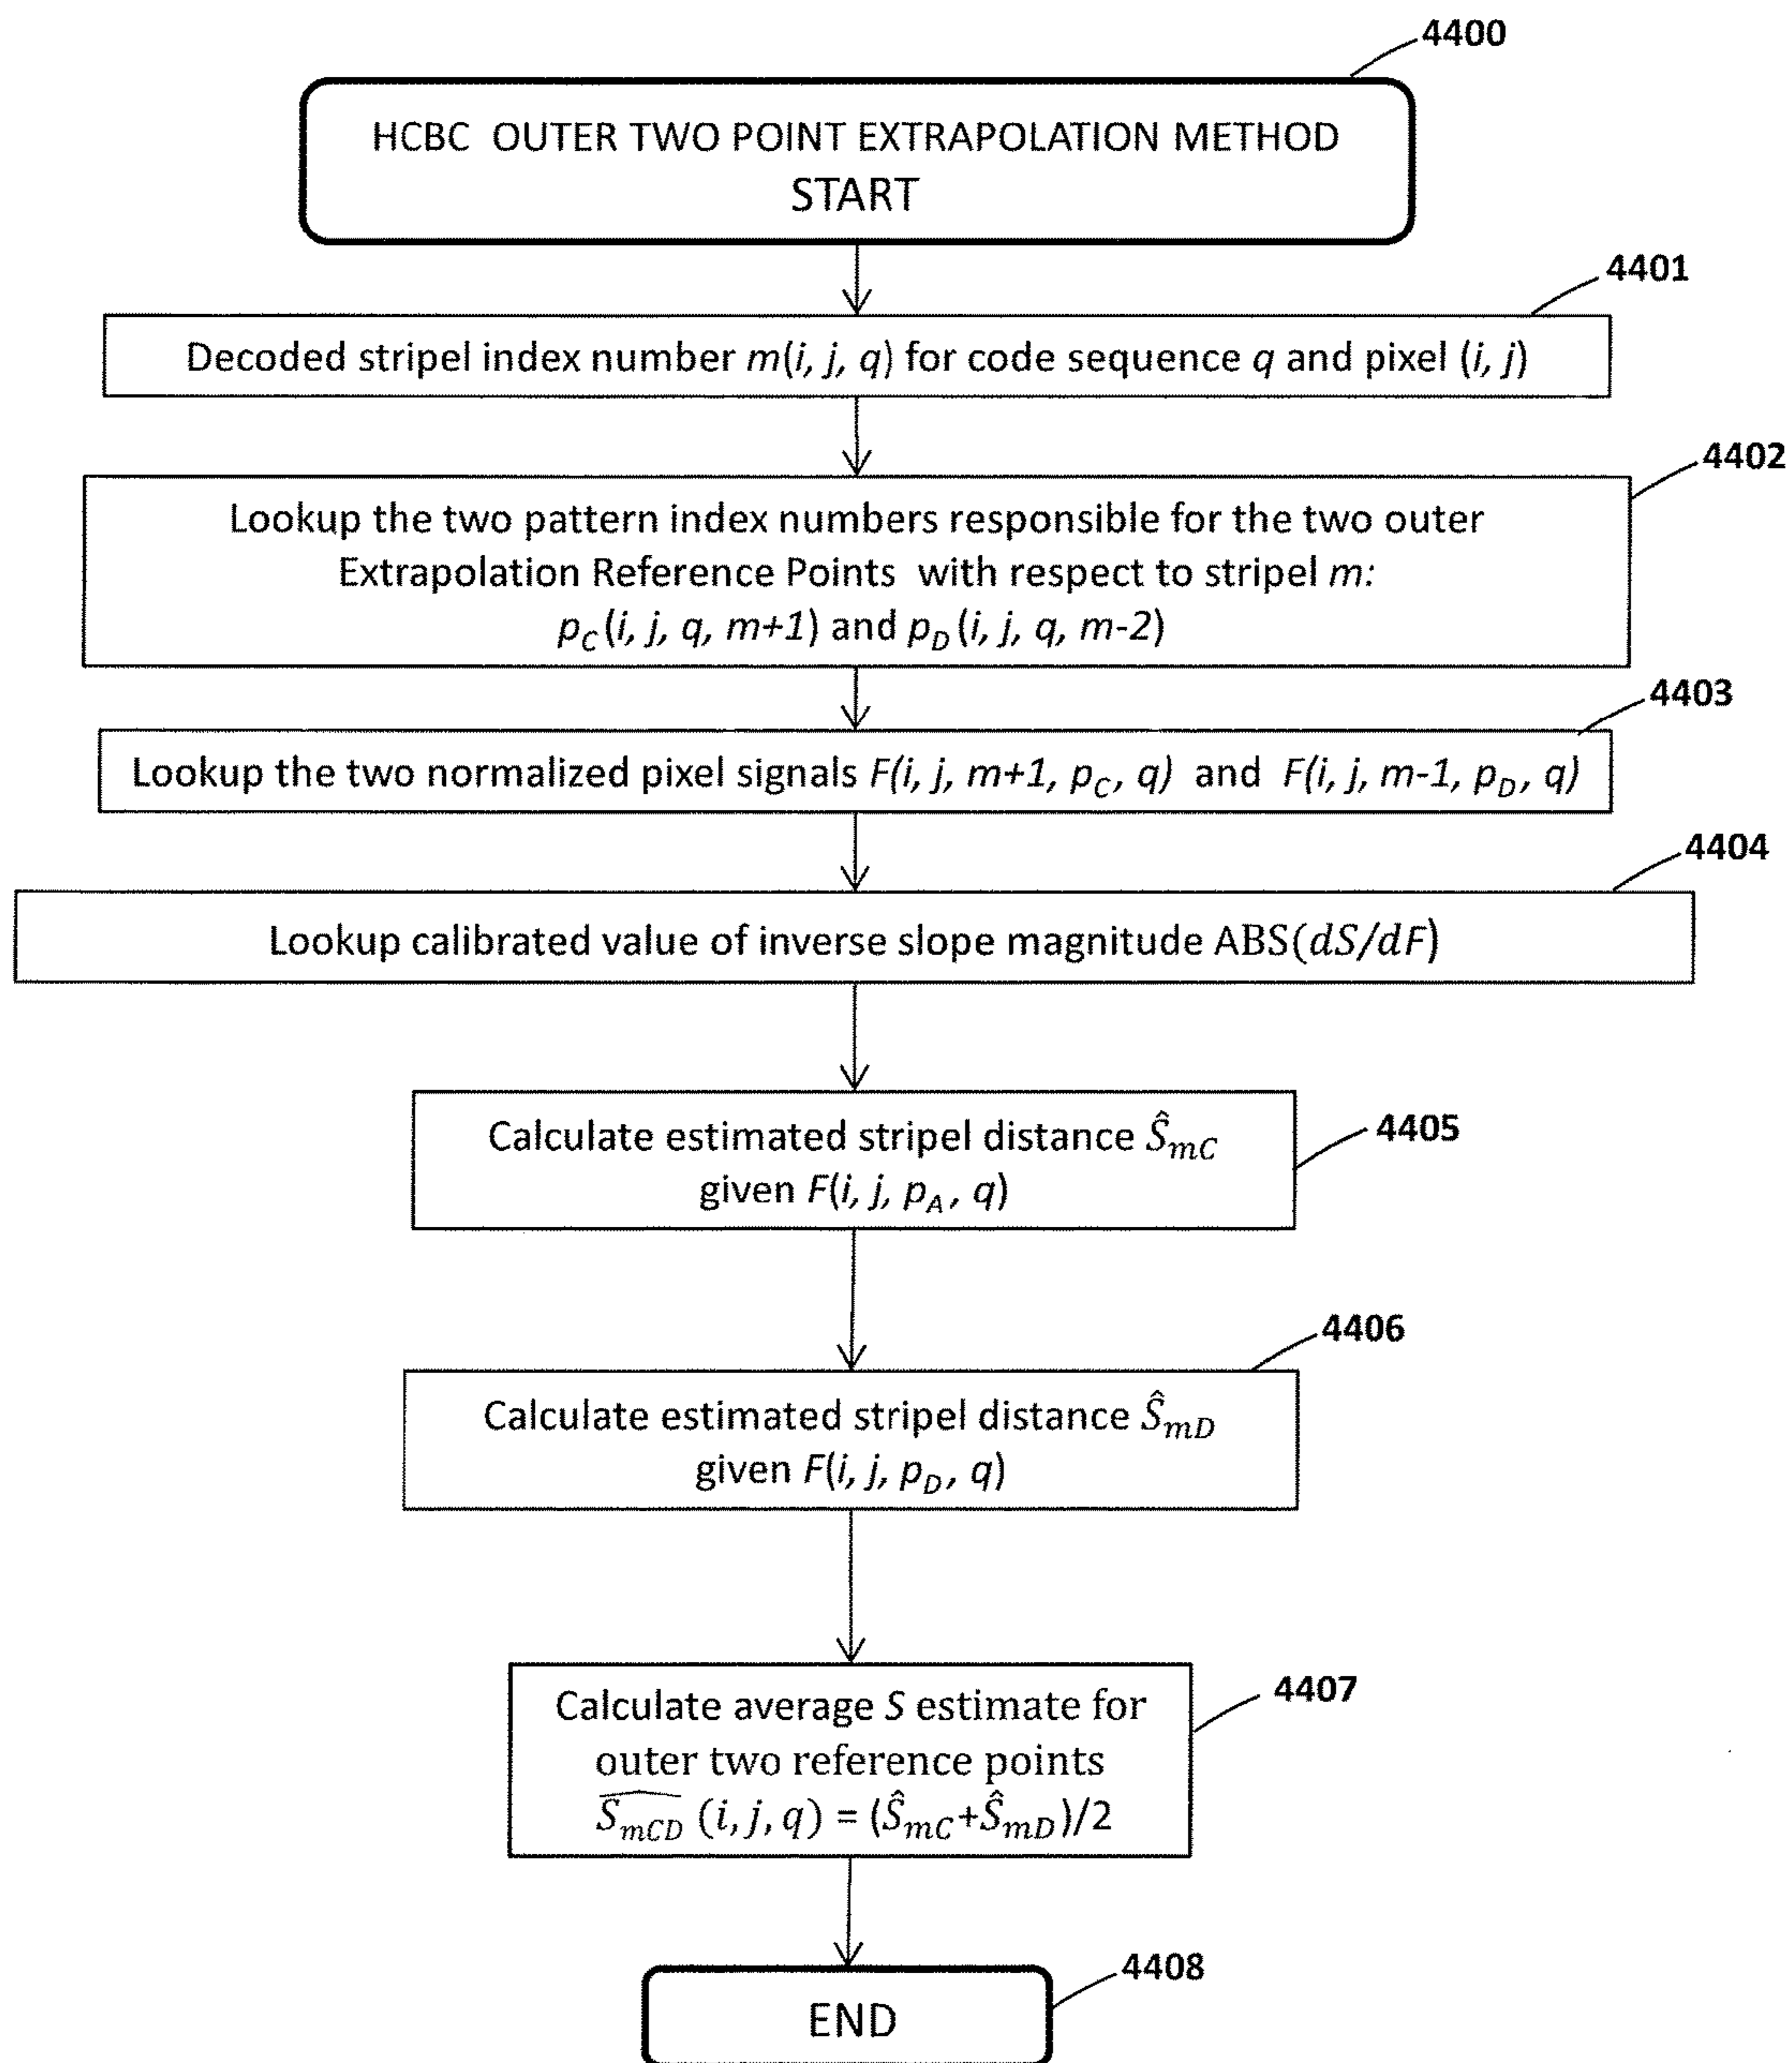 4400
HCBC OUTER TWO POINT EXTRAPOLATION METHOD
START
4401
Decoded stripel index number m(i, j, q) for code sequence q and pixel (i, j)
4402
Lookup the two pattern index numbers responsible for the two outer
Extrapolation Reference Points with respect to stripel m:
p_C(i, j, q, m+1) and p_D(i, j, q, m-2)
4403
Lookup the two normalized pixel signals F(i, j, m+1, p_C, q) and F(i, j, m-1, p_D, q)
4404
Lookup calibrated value of inverse slope magnitude ABS(dS/dF)
4405
Calculate estimated stripel distance Ŝ_mC
given F(i, j, p_A, q)
4406
Calculate estimated stripel distance Ŝ_mD
given F(i, j, p_D, q)
4407
Calculate average S estimate for
outer two reference points
\widehat{\overline{S_{mCD}}} (i, j, q) = (Ŝ_mC+Ŝ_mD)/2
4408
END